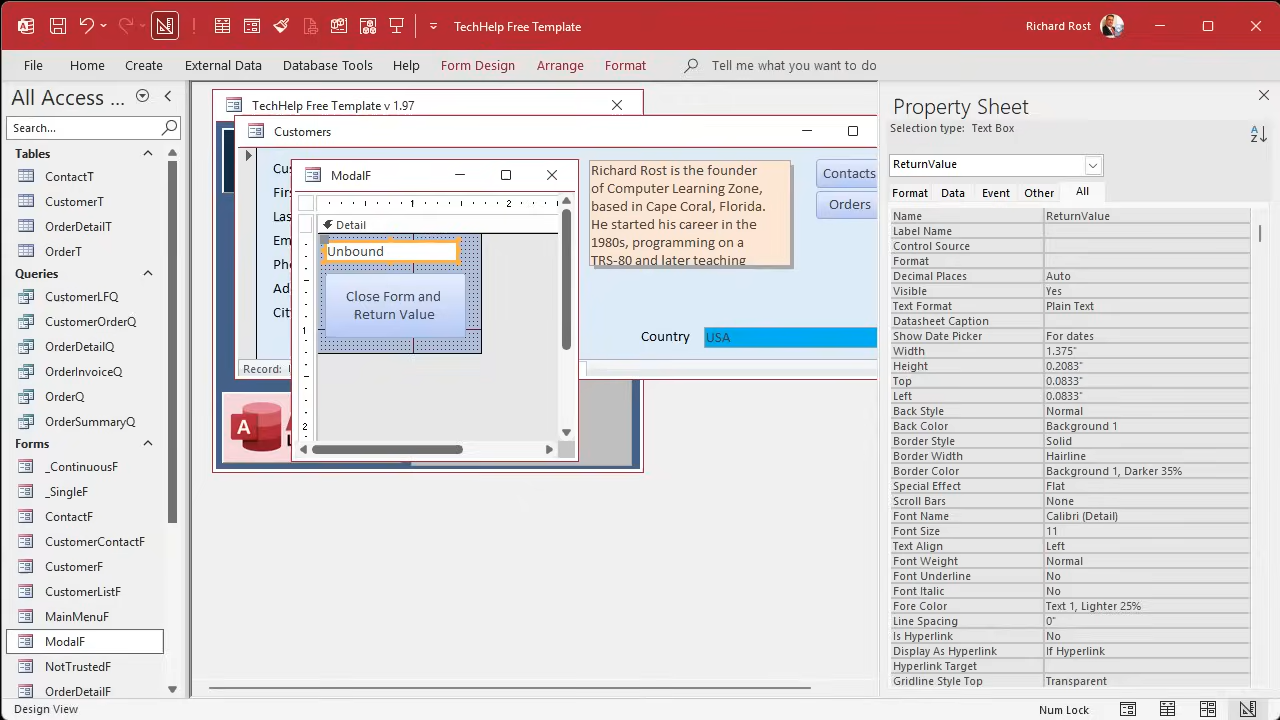 TechHelp Free Template
Richard Rost
File
Home
Create
External Data
Database Tools
Help
Form Design
Arrange
Format
Tell me what you want to do
All Access ...
Search...
Tables
ContactT
CustomerT
OrderDetailT
OrderT
Queries
CustomerLFQ
CustomerOrderQ
OrderDetailQ
OrderInvoiceQ
OrderQ
OrderSummaryQ
Forms
_ContinuousF
_SingleF
ContactF
CustomerContactF
CustomerF
CustomerListF
MainMenuF
ModalF
NotTrustedF
OrderDetailF
TechHelp Free Template v 1.97
Customers
ModalF
1
2
Detail
Unbound
Close Form and
Return Value
1
2
Record:
A
Richard Rost is the founder
of Computer Learning Zone,
based in Cape Coral, Florida.
He started his career in the
1980s, programming on a
TRS-80 and later teaching
Contacts
Orders
Country
USA
Property Sheet
Selection type: Text Box
ReturnValue
Format
Data
Event
Other
All
Name ReturnValue
Label Name
Control Source
Format
Decimal Places Auto
Visible Yes
Text Format Plain Text
Datasheet Caption
Show Date Picker For dates
Width 1.375"
Height 0.2083"
Top 0.0833"
Left 0.0833"
Back Style Normal
Back Color Background 1
Border Style Solid
Border Width Hairline
Border Color Background 1, Darker 35%
Special Effect Flat
Scroll Bars None
Font Name Calibri (Detail)
Font Size 11
Text Align Left
Font Weight Normal
Font Underline No
Font Italic No
Fore Color Text 1, Lighter 25%
Line Spacing 0"
Is Hyperlink No
Display As Hyperlink If Hyperlink
Hyperlink Target
Gridline Style Top Transparent
Design View
Num Lock